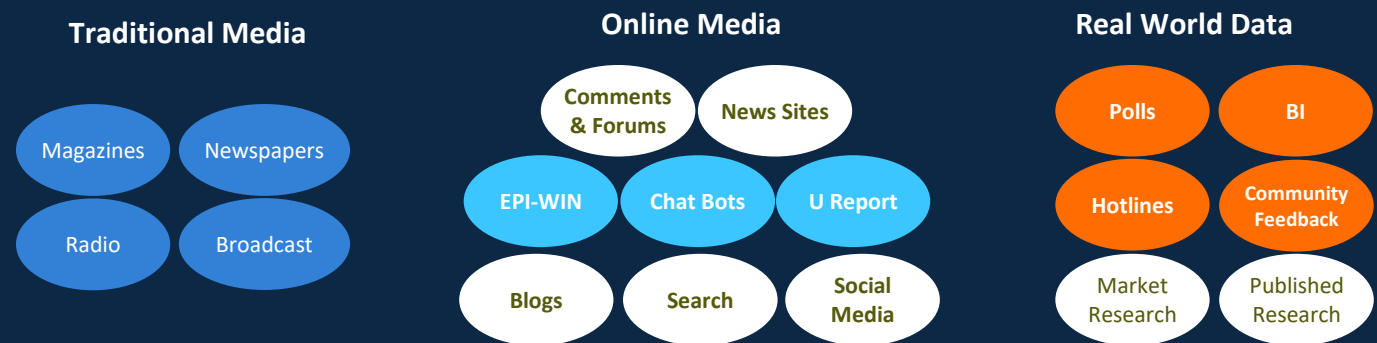 Traditional Media
Magazines
Newspapers
Radio
Broadcast
Online Media
Comments
& Forums
News Sites
EPI-WIN
Chat Bots
U Report
Blogs
Search
Social
Media
Real World Data
Polls
BI
Hotlines
Community
Feedback
Market
Research
Published
Research